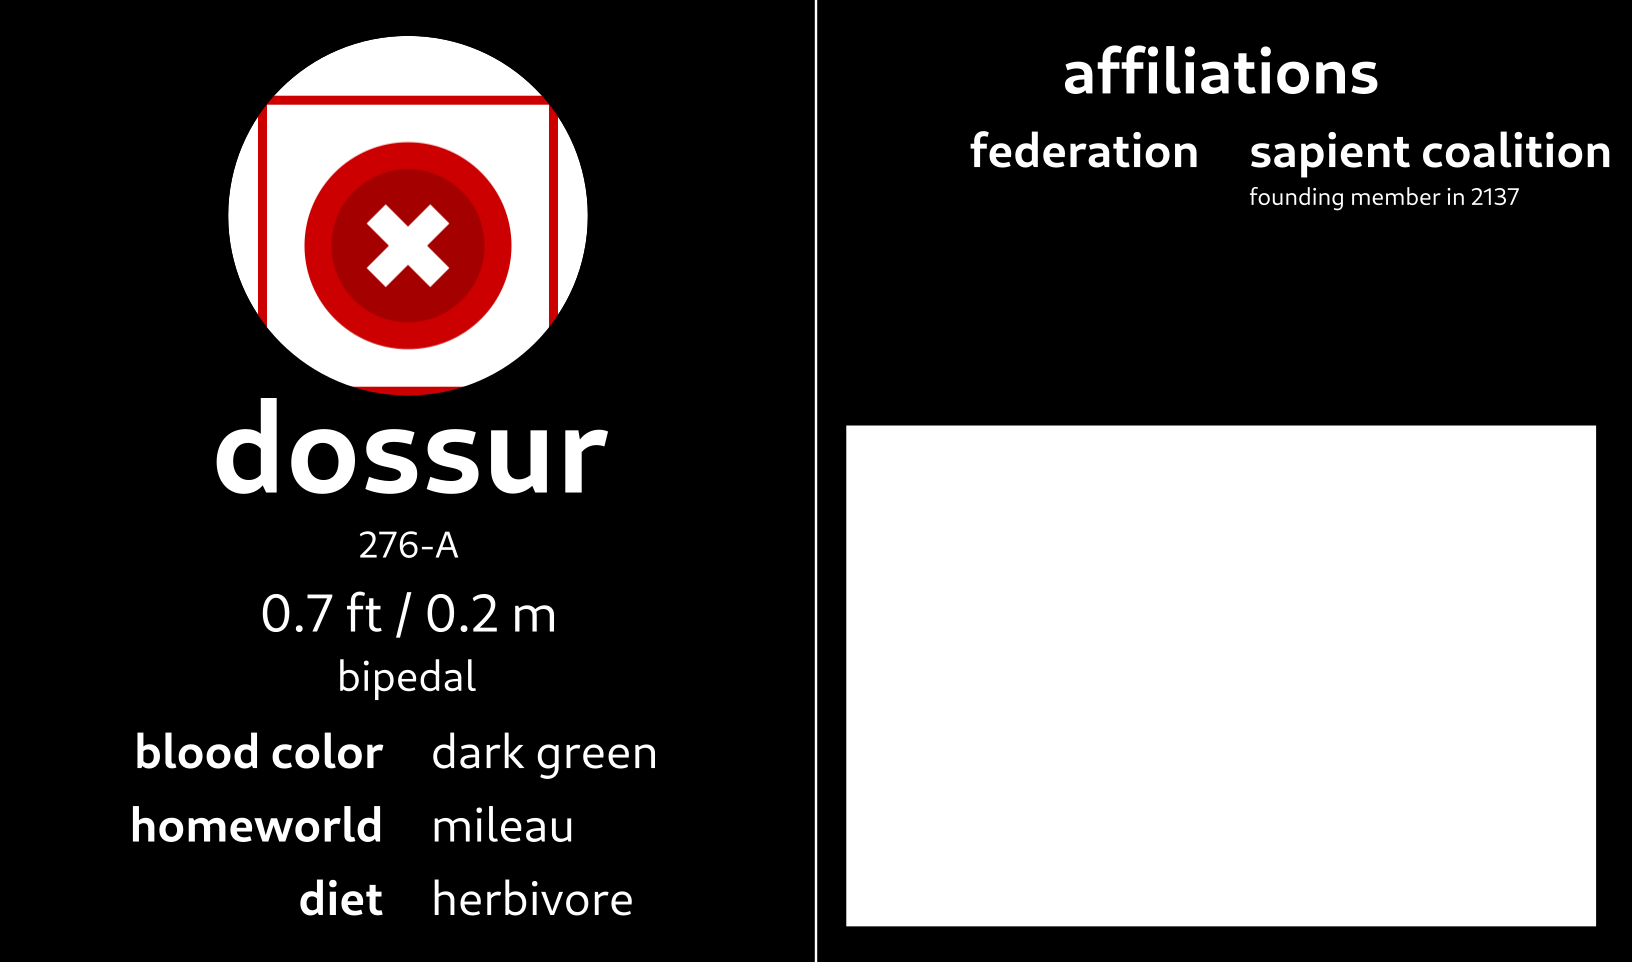 dossur
276-A
0.7 ft / 0.2 m
bipedal
blood color dark green
homeworld mileau
diet herbivore
affiliations
federation sapient coalition
founding member in 2137